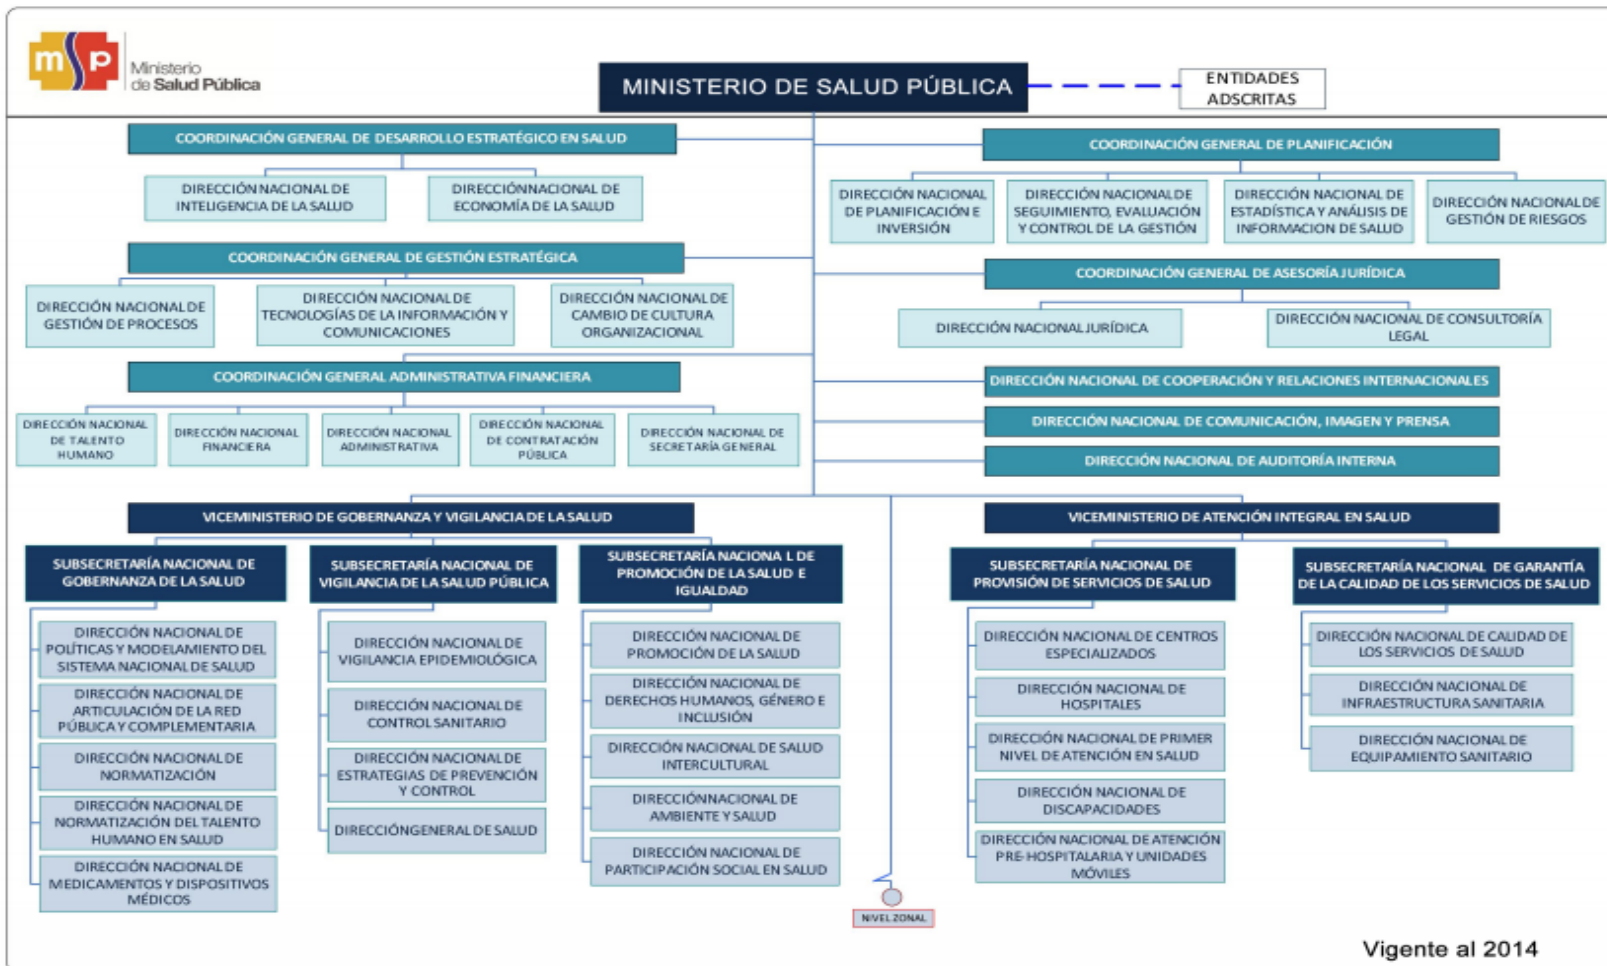 msp
Ministerio
de Salud Pública
MINISTERIO DE SALUD PÚBLICA
ENTIDADES
ADSCRITAS
COORDINACIÓN GENERAL DE DESARROLLO ESTRATÉGICO EN SALUD
DIRECCIÓN NACIONAL DE
INTELIGENCIA DE LA SALUD
DIRECCIÓNNACIONAL DE
ECONOMÍA DE LA SALUD
COORDINACIÓN GENERAL DE PLANIFICACIÓN
DIRECCIÓN NACIONAL
DE PLANIFICACIÓN E
INVERSIÓN
DIRECCIÓN NACIONAL DE
SEGUIMIENTO, EVALUACIÓN
Y CONTROL DE LA GESTIÓN
DIRECCIÓN NACIONAL DE
ESTADÍSTICA Y ANÁLISIS DE
INFORMACION DE SALUD
DIRECCIÓN NACIONAL DE
GESTIÓN DE RIESGOS
COORDINACIÓN GENERAL DE GESTIÓN ESTRATÉGICA
DIRECCIÓN NACIONAL DE
GESTIÓN DE PROCESOS
DIRECCIÓN NACIONAL DE
TECNOLOGÍAS DE LA INFORMACIÓN Y
COMUNICACIONES
DIRECCIÓN NACIONAL DE
CAMBIO DE CULTURA
ORGANIZACIONAL
COORDINACIÓN GENERAL DE ASESORÍA JURÍDICA
DIRECCIÓN NACIONAL JURÍDICA
DIRECCIÓN NACIONAL DE CONSULTORÍA
LEGAL
COORDINACIÓN GENERAL ADMINISTRATIVA FINANCIERA
DIRECCIÓN NACIONAL
DE TALENTO
HUMANO
DIRECCIÓN NACIONAL
FINANCIERA
DIRECCIÓN NACIONAL
ADMINISTRATIVA
DIRECCIÓN NACIONAL
DE CONTRATACIÓN
PÚBLICA
DIRECCIÓN NACIONAL DE
SECRETARÍA GENERAL
DIRECCIÓN NACIONAL DE COOPERACIÓN Y RELACIONES INTERNACIONALES
DIRECCIÓN NACIONAL DE COMUNICACIÓN, IMAGEN Y PRENSA
DIRECCIÓN NACIONAL DE AUDITORÍA INTERNA
VICEMINISTERIO DE GOBERNANZA Y VIGILANCIA DE LA SALUD
SUBSECRETARÍA NACIONAL DE
GOBERNANZA DE LA SALUD
DIRECCIÓN NACIONAL DE
POLÍTICAS Y MODELAMIENTO DEL
SISTEMA NACIONAL DE SALUD
DIRECCIÓN NACIONAL DE
ARTICULACIÓN DE LA RED
PÚBLICA Y COMPLEMENTARIA
DIRECCIÓN NACIONAL
DE NORMATIZACIÓN
DIRECCIÓN NACIONAL DE
NORMATIZACIÓN DEL TALENTO
HUMANO EN SALUD
DIRECCIÓN NACIONAL DE
MEDICAMENTOS Y DISPOSITIVOS
MÉDICOS
SUBSECRETARÍA NACIONAL DE
VIGILANCIA DE LA SALUD PÚBLICA
DIRECCIÓN NACIONAL DE
VIGILANCIA EPIDEMIOLÓGICA
DIRECCIÓN NACIONAL DE
CONTROL SANITARIO
DIRECCIÓN NACIONAL DE
ESTRATEGIAS DE PREVENCIÓN
Y CONTROL
DIRECCIÓNGENERAL DE SALUD
SUBSECRETARÍA NACIONA L DE
PROMOCIÓN DE LA SALUD E
IGUALDAD
DIRECCIÓN NACIONAL DE
PROMOCIÓN DE LA SALUD
DIRECCIÓN NACIONAL DE
DERECHOS HUMANOS, GÉNERO E
INCLUSIÓN
DIRECCIÓN NACIONAL DE SALUD
INTERCULTURAL
DIRECCIÓNNACIONAL DE
AMBIENTE Y SALUD
DIRECCIÓN NACIONAL DE
PARTICIPACIÓN SOCIAL EN SALUD
VICEMINISTERIO DE ATENCIÓN INTEGRAL EN SALUD
SUBSECRETARÍA NACIONAL DE
PROVISIÓN DE SERVICIOS DE SALUD
DIRECCIÓN NACIONAL DE CENTROS
ESPECIALIZADOS
DIRECCIÓN NACIONAL DE
HOSPITALES
DIRECCIÓN NACIONAL DE PRIMER
NIVEL DE ATENCIÓN EN SALUD
DIRECCIÓN NACIONAL DE
DISCAPACIDADES
DIRECCIÓN NACIONAL DE ATENCIÓN
PRE-HOSPITALARIA Y UNIDADES
MÓVILES
SUBSECRETARÍA NACIONAL DE GARANTÍA
DE LA CALIDAD DE LOS SERVICIOS DE SALUD
DIRECCIÓN NACIONAL DE CALIDAD DE
LOS SERVICIOS DE SALUD
DIRECCIÓN NACIONAL DE
INFRAESTRUCTURA SANITARIA
DIRECCIÓN NACIONAL DE
EQUIPAMIENTO SANITARIO
NIVEL ZONAL
Vigente al 2014